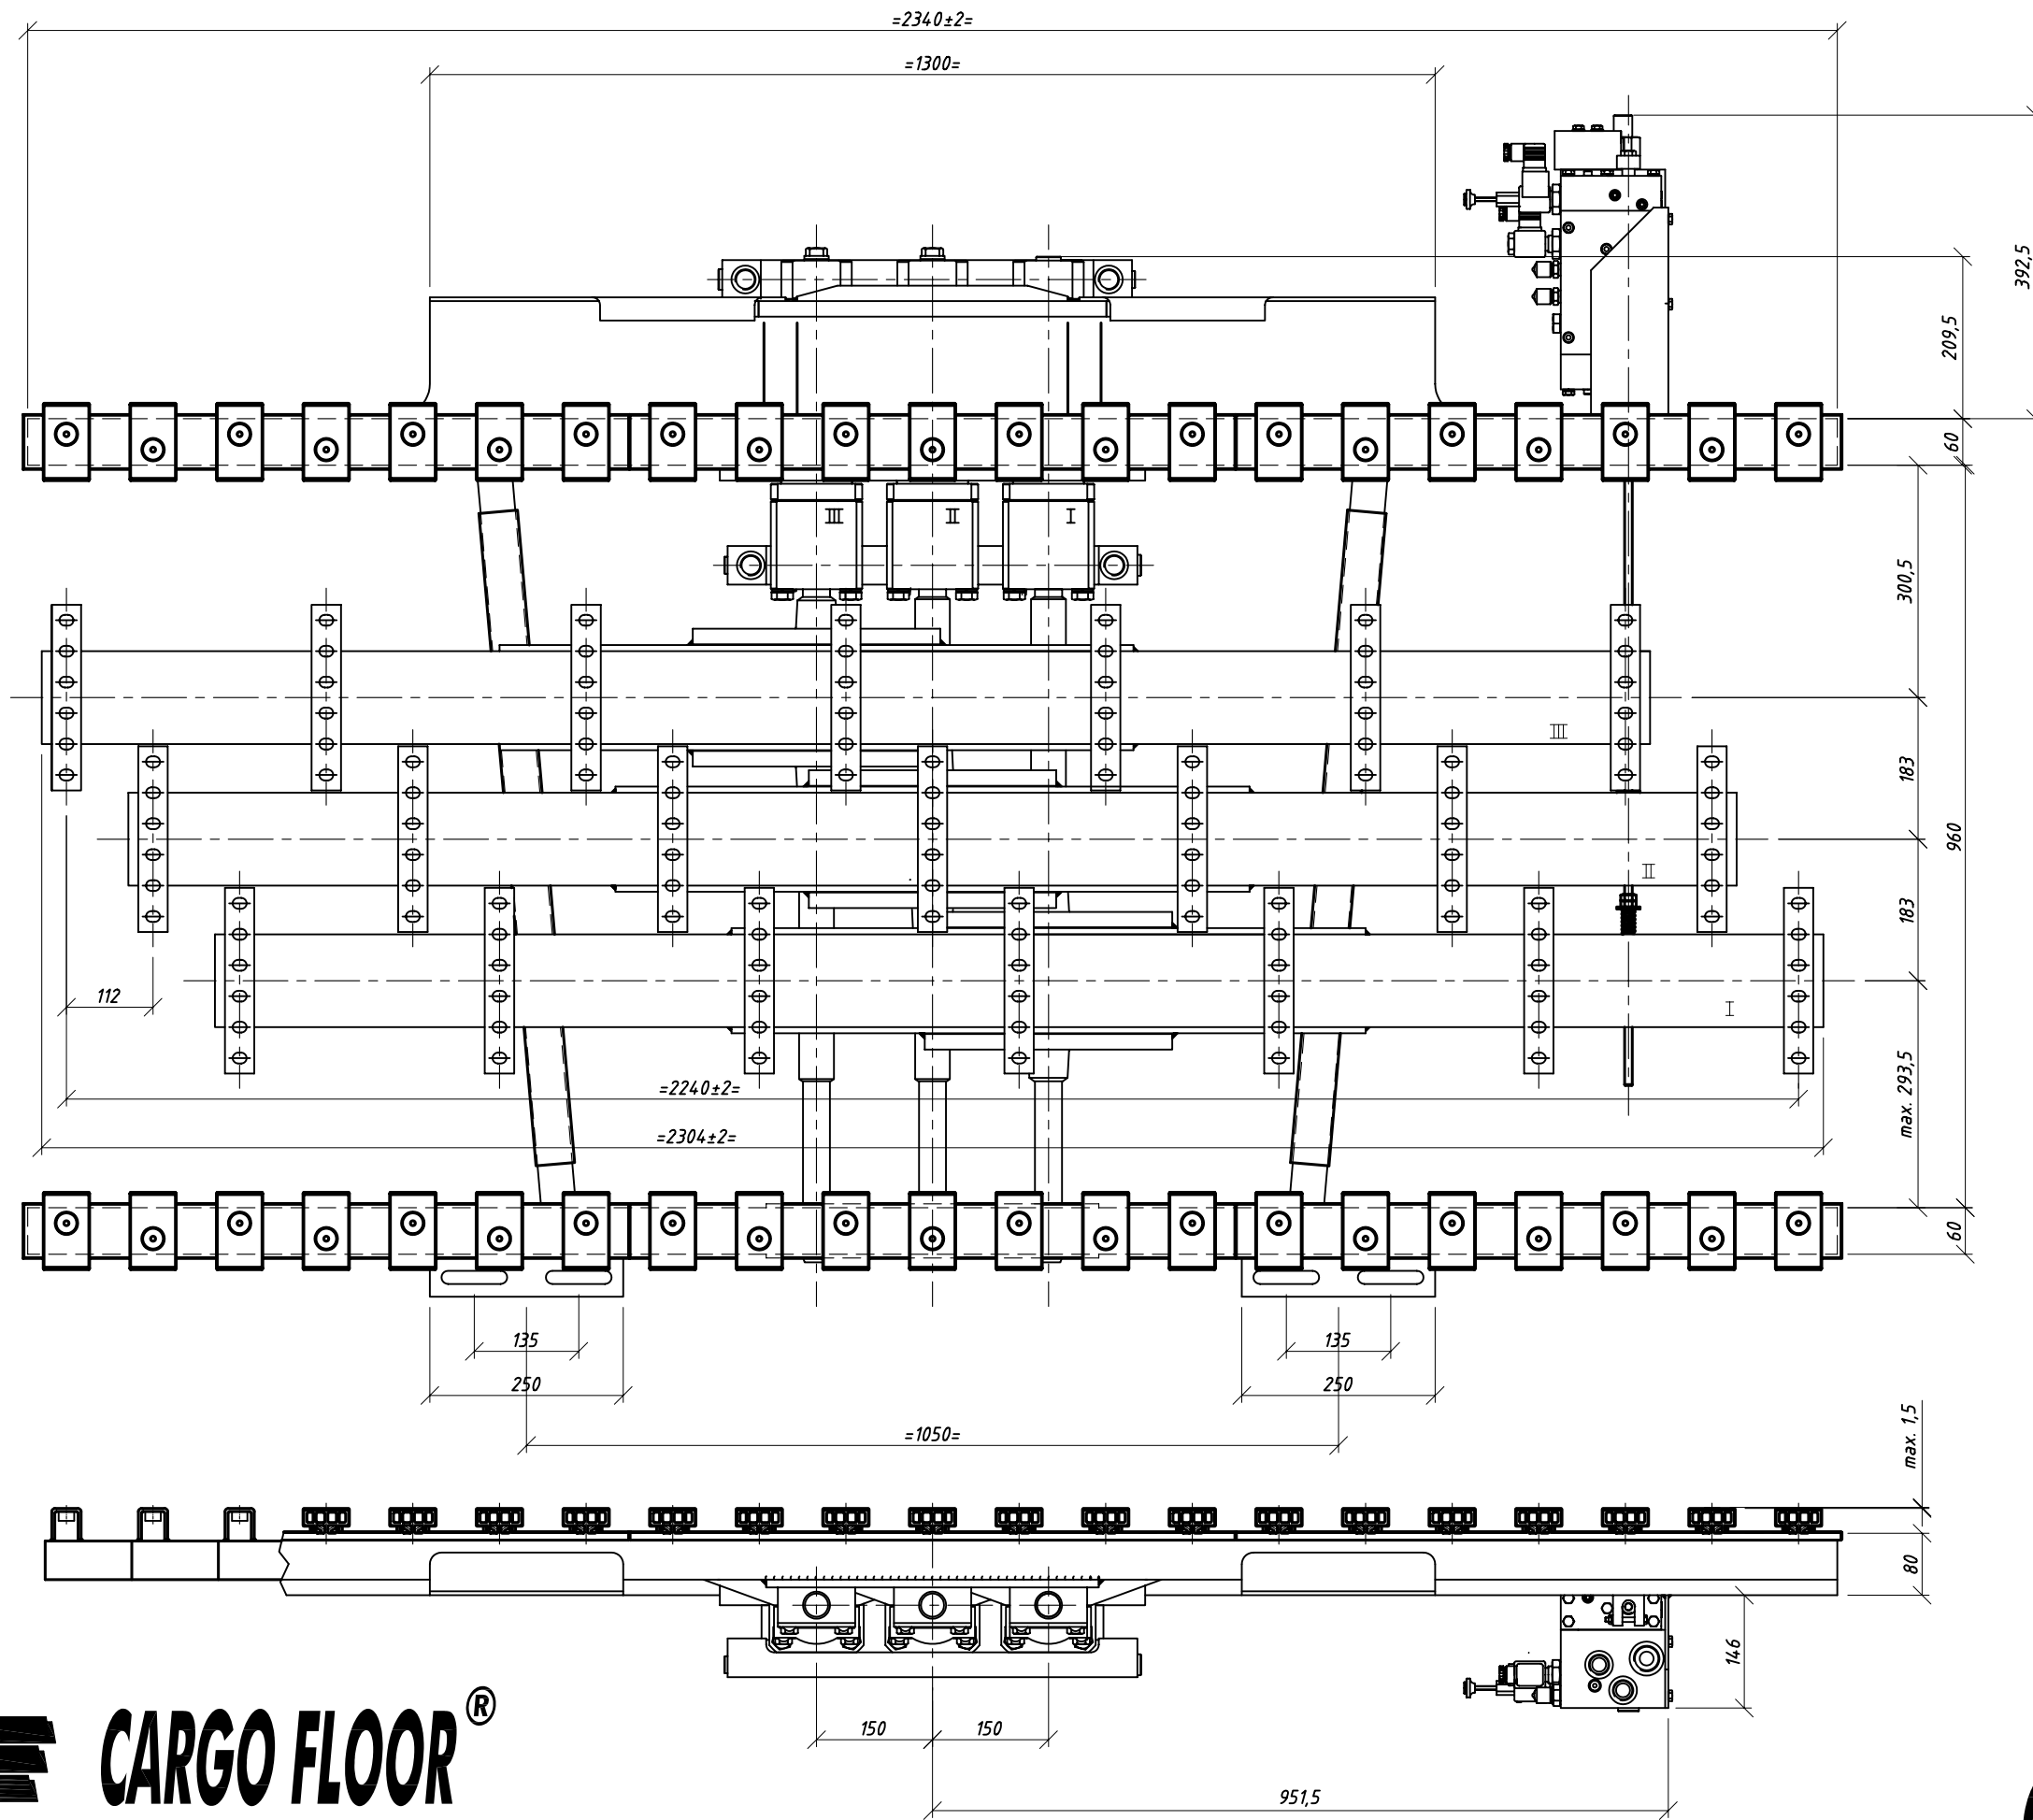 =2340±2=
=1300=
392,5
209,5
60
III
II
I
300,5
III
183
960
II
183
112
I
=2240±2=
max. 293,5
=2304±2=
60
135
135
250
250
=1050=
max. 1,5
80
146
150
150
951,5
CARGO FLOOR®